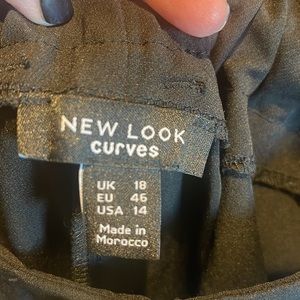 NEW LOOK
curves
UK 18
EU 46
USA 14
Made in
Morocco